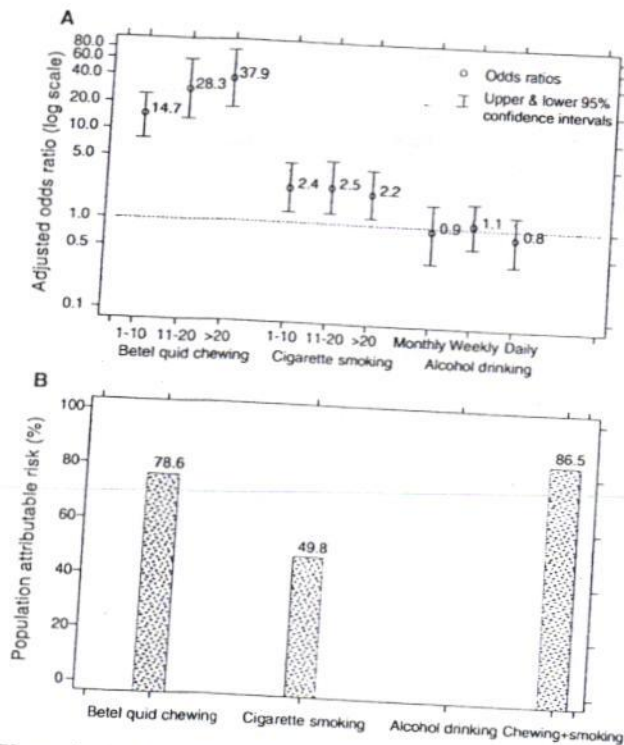 A
Adjusted odds ratio (log scale)
80.0
60.0
40.0
20.0
10.0
5.0
1.0
0.5
0.1
14.7
28.3
37.9
2.4
2.5
2.2
0.9
1.1
0.8
Odds ratios
Upper & lower 95%
confidence intervals
1-10 11-20 >20
Betel quid chewing
1-10 11-20 >20
Cigarette smoking
Monthly Weekly Daily
Alcohol drinking
B
Population attributable risk (%)
100
80
60
40
20
0
78.6
49.8
86.5
Betel quid chewing Cigarette smoking Alcohol drinking Chewing+smoking